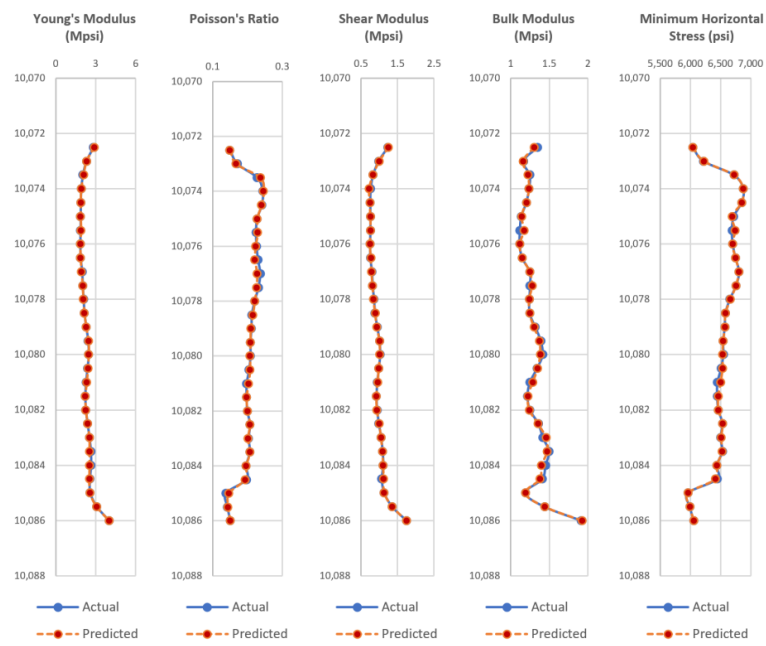 Young's Modulus
(Mpsi)
0 3 6
10,070
10,072
10,074
10,076
10,078
10,080
10,082
10,084
10,086
10,088
Actual
Predicted
Poisson's Ratio
0.1 0.3
10,070
10,072
10,074
10,076
10,078
10,080
10,082
10,084
10,086
10,088
Actual
Predicted
Shear Modulus
(Mpsi)
0.5 1.5 2.5
10,070
10,072
10,074
10,076
10,078
10,080
10,082
10,084
10,086
10,088
Actual
Predicted
Bulk Modulus
(Mpsi)
1 1.5 2
10,070
10,072
10,074
10,076
10,078
10,080
10,082
10,084
10,086
10,088
Actual
Predicted
Minimum Horizontal
Stress (psi)
5,500 6,000 6,500 7,000
10,070
10,072
10,074
10,076
10,078
10,080
10,082
10,084
10,086
10,088
Actual
Predicted